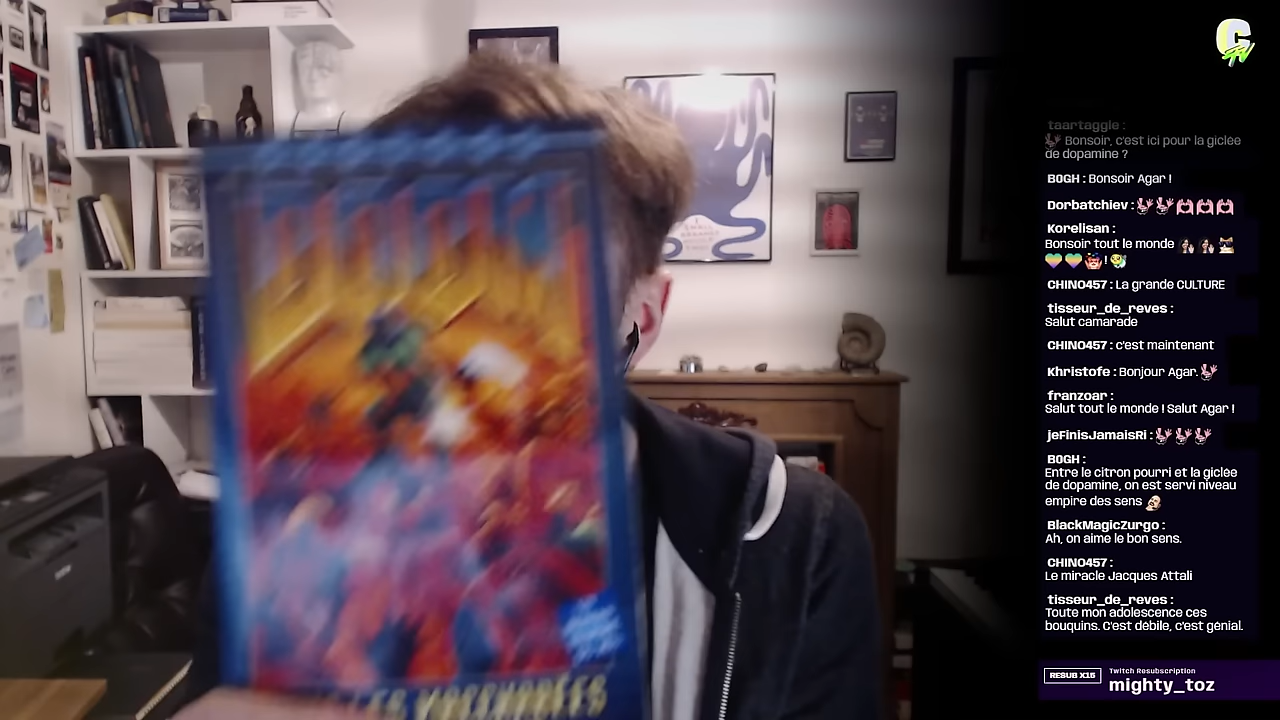 C
TV
taartaggle :
Bonsoir, c'est ici pour la giclée
de dopamine ?
B0GH : Bonsoir Agar !
Dorbatchiev :
Korelisan :
Bonsoir tout le monde
!
CHINO457 : La grande CULTURE
tisseur_de_reves :
Salut camarade
CHINO457 : c'est maintenant
Khristofe : Bonjour Agar.
franzoar :
Salut tout le monde ! Salut Agar !
jeFinisJamaisRi :
B0GH :
Entre le citron pourri et la giclée
de dopamine, on est servi niveau
empire des sens
BlackMagicZurgo :
Ah, on aime le bon sens.
CHINO457 :
Le miracle Jacques Attali
tisseur_de_reves :
Toute mon adolescence ces
bouquins. C'est débile, c'est génial.
RESUB X15
Twitch Resubscription
mighty_toz